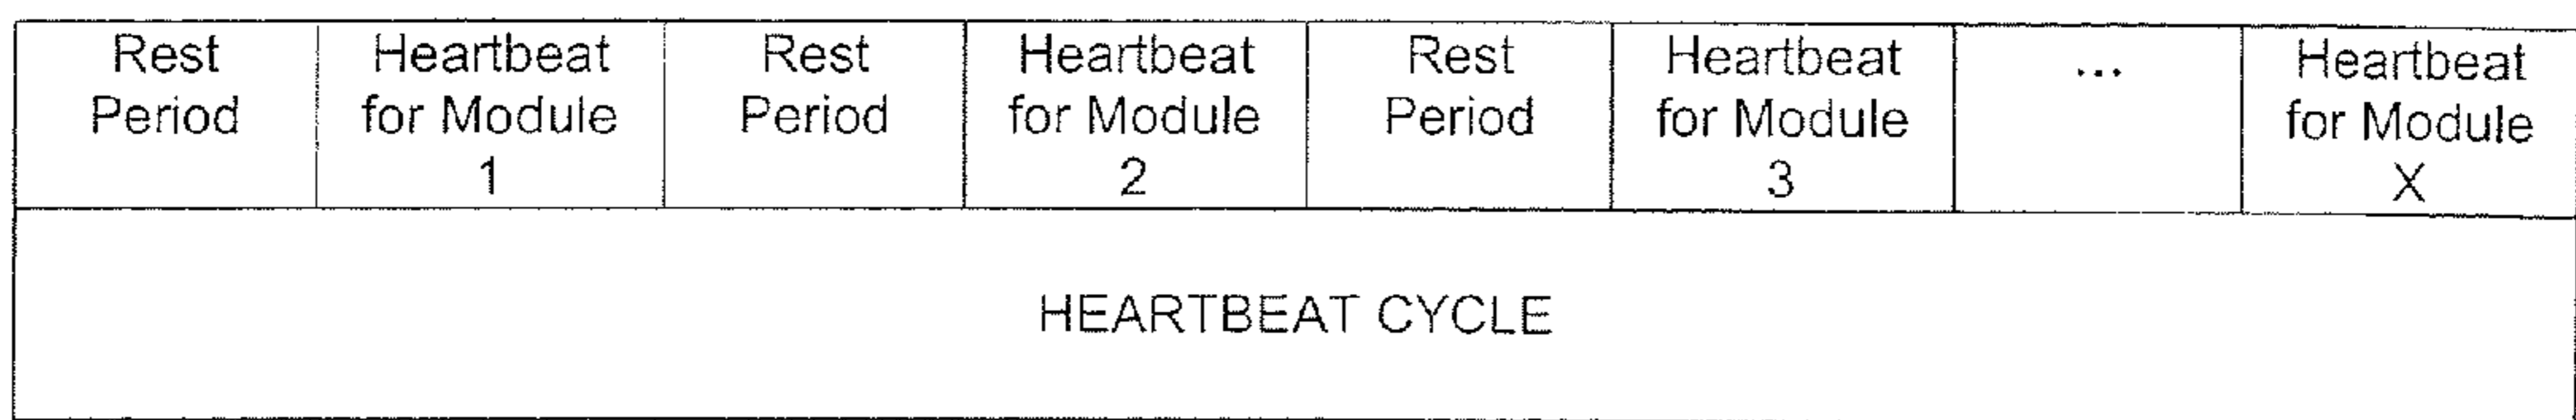 Rest Period
Heartbeat for Module 1
Rest Period
Heartbeat for Module 2
Rest Period
Heartbeat for Module 3
...
Heartbeat for Module X
HEARTBEAT CYCLE